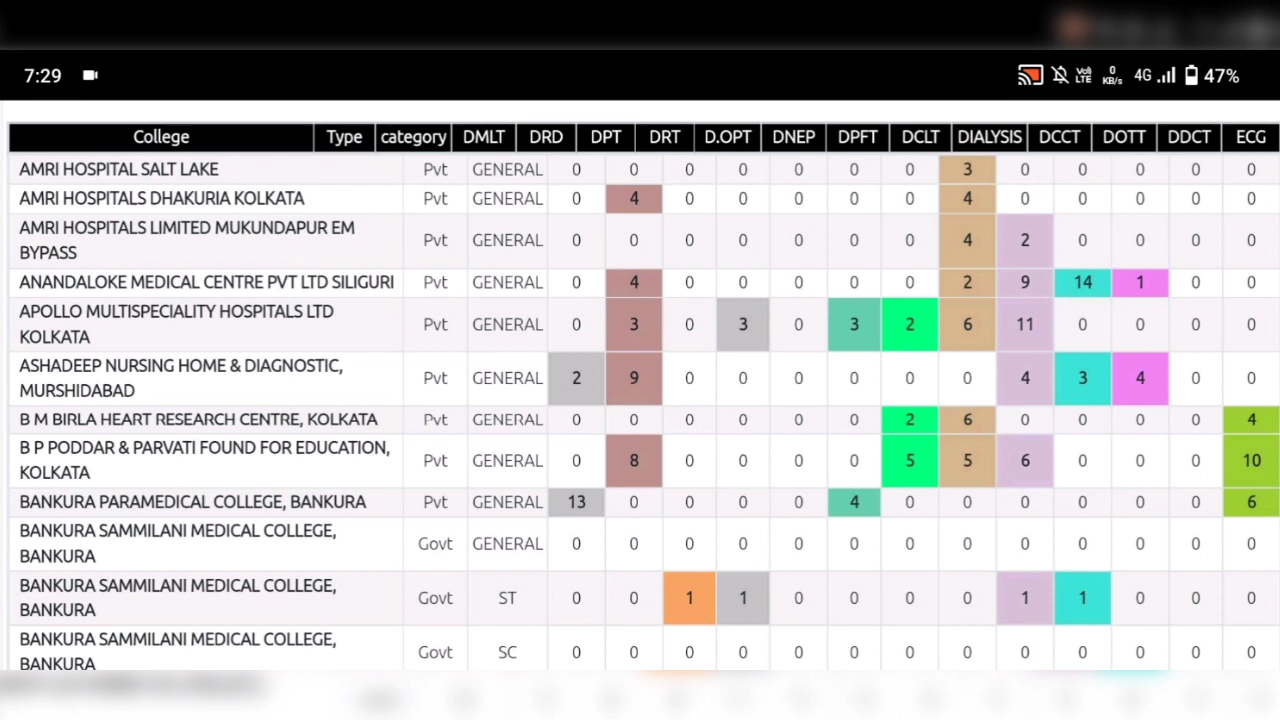 7:29 Vo) LTE 0 KB/s 4G 47%
College Type category DMLT DRD DPT DRT D.OPT DNEP DPFT DCLT DIALYSIS DCCT DOTT DDCT ECG
AMRI HOSPITAL SALT LAKE Pvt GENERAL 0 0 0 0 0 0 0 3 0 0 0 0 0
AMRI HOSPITALS DHAKURIA KOLKATA Pvt GENERAL 0 4 0 0 0 0 0 4 0 0 0 0 0
AMRI HOSPITALS LIMITED MUKUNDAPUR EM
BYPASS Pvt GENERAL 0 0 0 0 0 0 0 4 2 0 0 0 0
ANANDALOKE MEDICAL CENTRE PVT LTD SILIGURI Pvt GENERAL 0 4 0 0 0 0 0 2 9 14 1 0 0
APOLLO MULTISPECIALITY HOSPITALS LTD
KOLKATA Pvt GENERAL 0 3 0 3 0 3 2 6 11 0 0 0 0
ASHADEEP NURSING HOME & DIAGNOSTIC,
MURSHIDABAD Pvt GENERAL 2 9 0 0 0 0 0 0 4 3 4 0 0
B M BIRLA HEART RESEARCH CENTRE, KOLKATA Pvt GENERAL 0 0 0 0 0 0 2 6 0 0 0 0 4
B P PODDAR & PARVATI FOUND FOR EDUCATION,
KOLKATA Pvt GENERAL 0 8 0 0 0 0 5 5 6 0 0 0 10
BANKURA PARAMEDICAL COLLEGE, BANKURA Pvt GENERAL 13 0 0 0 0 4 0 0 0 0 0 0 6
BANKURA SAMMILANI MEDICAL COLLEGE,
BANKURA Govt GENERAL 0 0 0 0 0 0 0 0 0 0 0 0 0
BANKURA SAMMILANI MEDICAL COLLEGE,
BANKURA Govt ST 0 0 1 1 0 0 0 0 1 1 0 0 0
BANKURA SAMMILANI MEDICAL COLLEGE,
BANKURA Govt SC 0 0 0 0 0 0 0 0 0 0 0 0 0